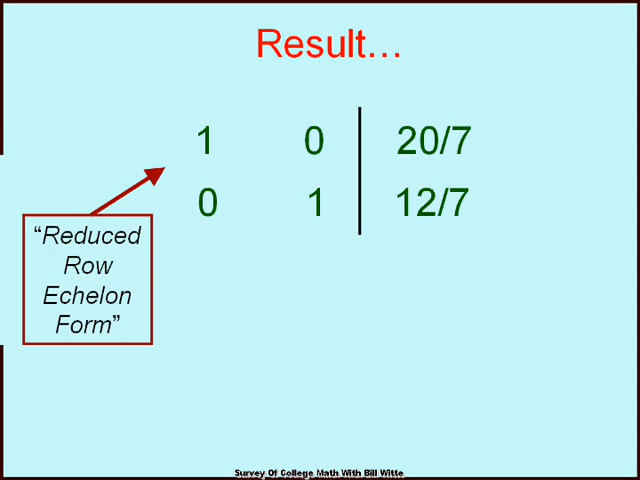 Result…
1 0 20/7
0 1 12/7
“Reduced
Row
Echelon
Form”
Survey Of College Math With Bill Witte